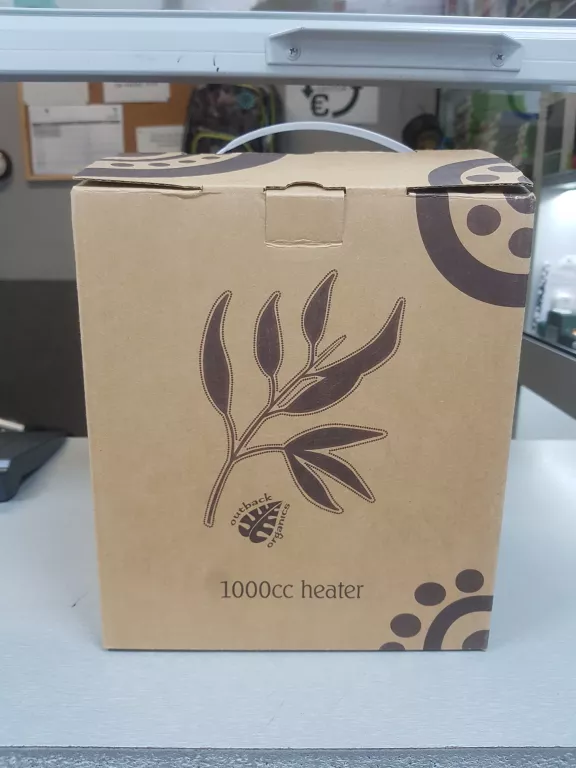 €
outback
organics
1000cc heater